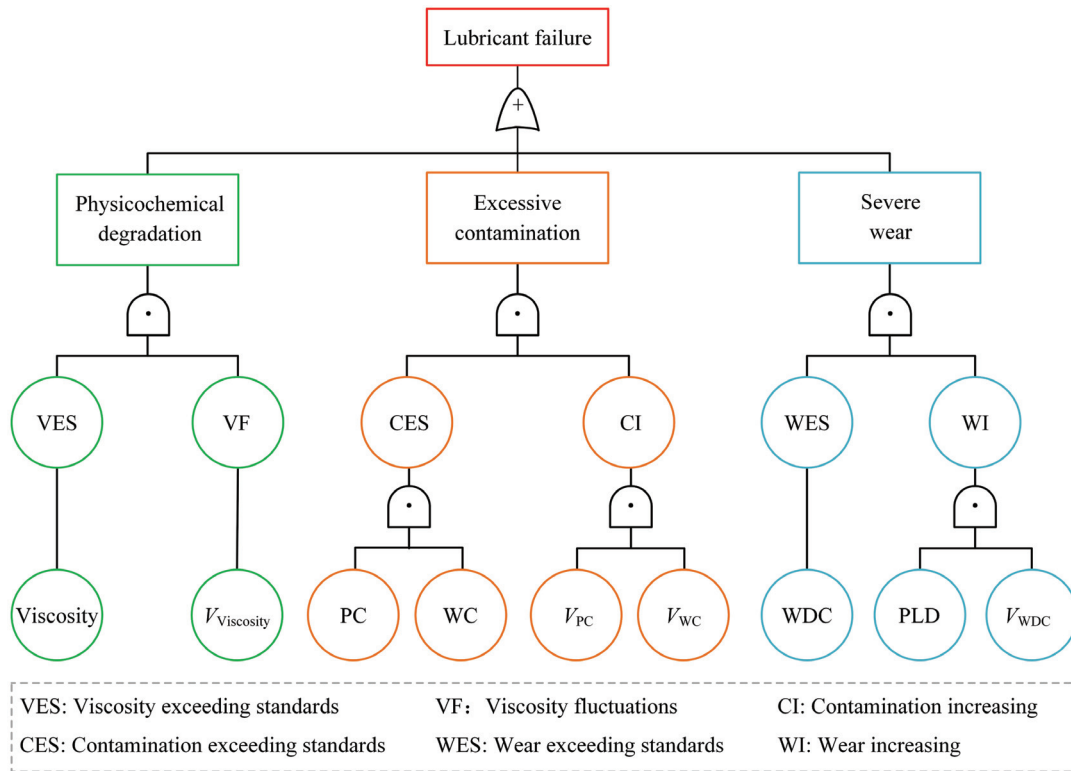 Lubricant failure
+
Physicochemical
degradation
Excessive
contamination
Severe
wear
VES
VF
CES
CI
WES
WI
Viscosity
VViscosity
PC
WC
VPC
VWC
WDC
PLD
VWDC
VES: Viscosity exceeding standards
VF： Viscosity fluctuations
CI: Contamination increasing
CES: Contamination exceeding standards
WES: Wear exceeding standards
WI: Wear increasing